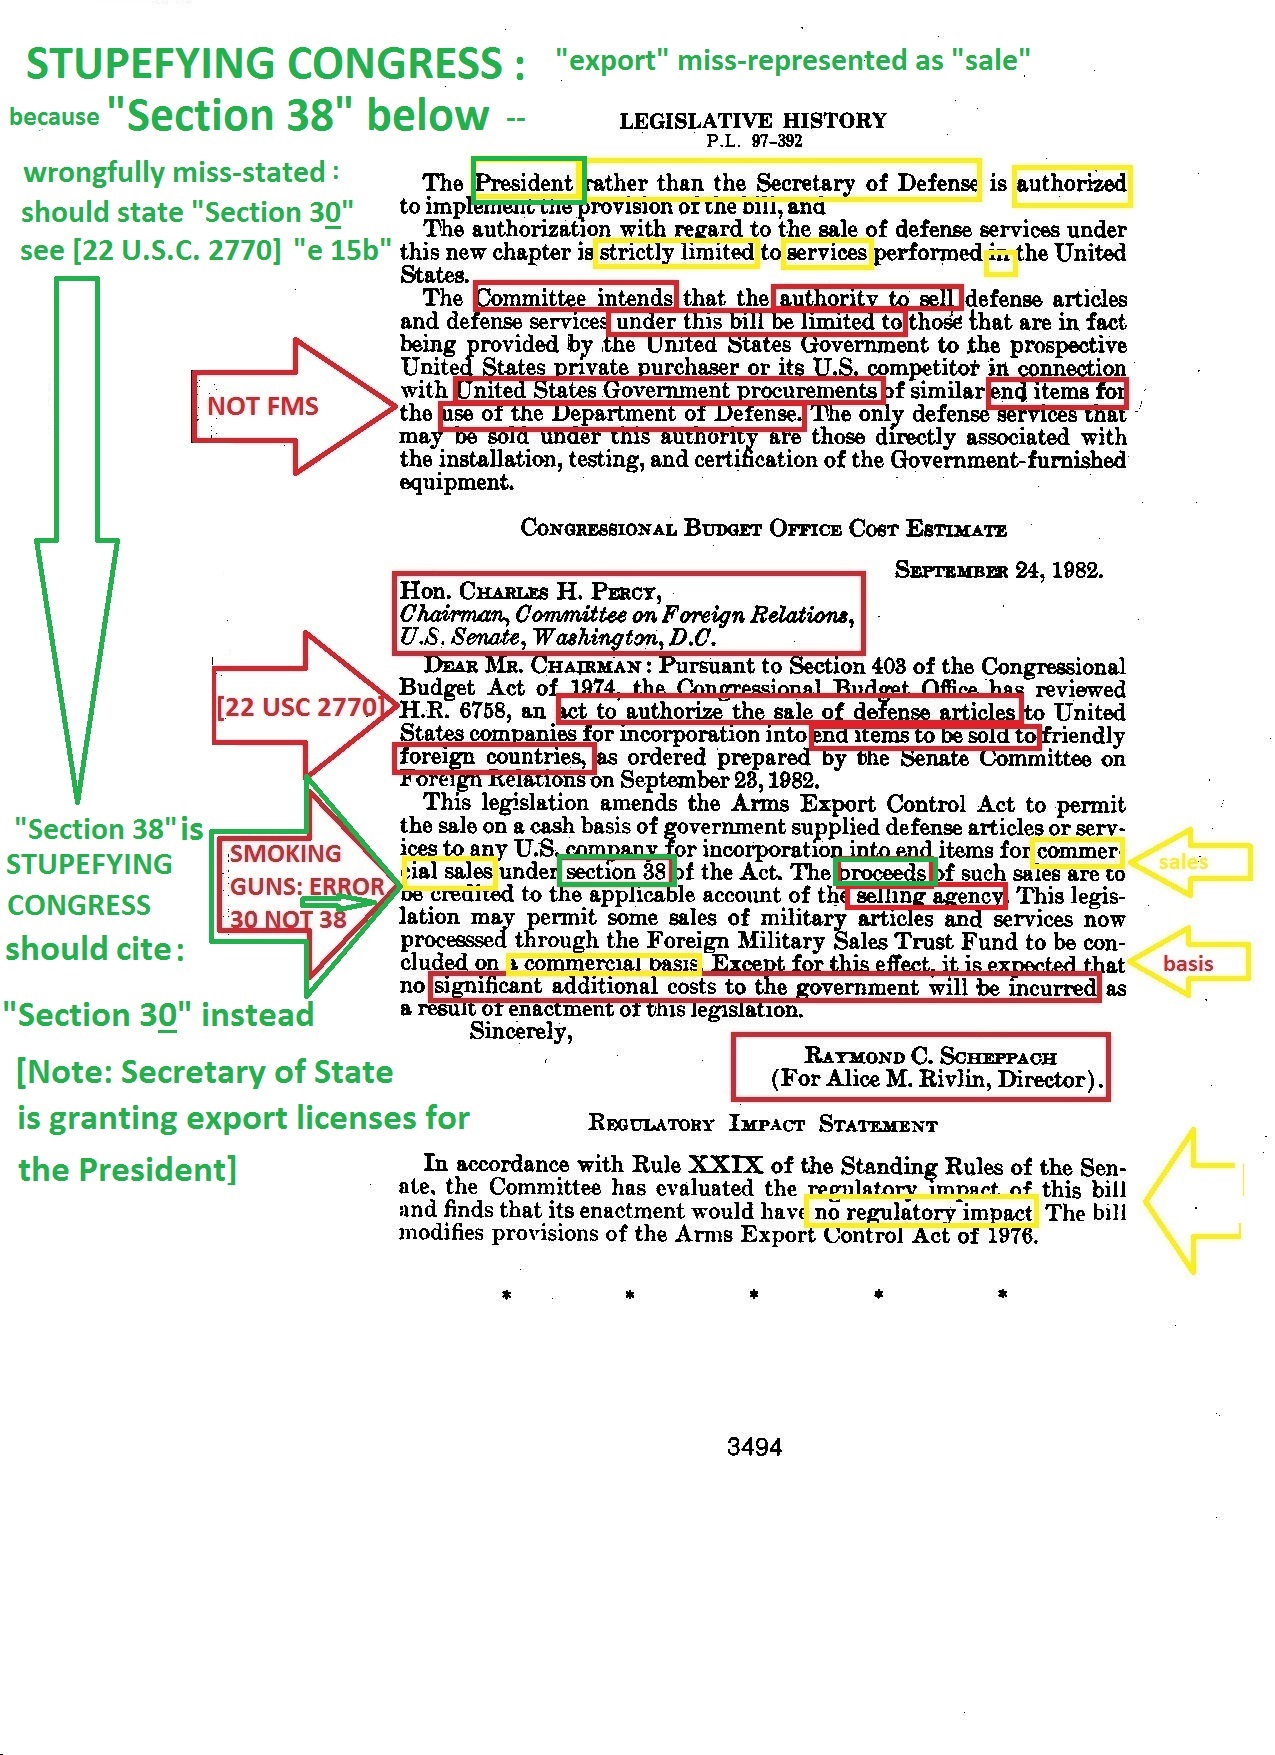 STUPEFYING CONGRESS : "export" miss-represented as "sale"
because "Section 38" below --
wrongfully miss-stated :
should state "Section 30"
see [22 U.S.C. 2770] "e 15b"
LEGISLATIVE HISTORY
P.L. 97-392
The President rather than the Secretary of Defense is authorized
to implement the provision of the bill, and
The authorization with regard to the sale of defense services under
this new chapter is strictly limited to services performed in the United
States.
The Committee intends that the authority to sell defense articles
and defense services under this bill be limited to those that are in fact
being provided by the United States Government to the prospective
United States private purchaser or its U.S. competitor in connection
with United States Government procurements of similar end items for
the use of the Department of Defense. The only defense services that
may be sold under this authority are those directly associated with
the installation, testing, and certification of the Government-furnished
equipment.
NOT FMS
CONGRESSIONAL BUDGET OFFICE COST ESTIMATE
SEPTEMBER 24, 1982.
Hon. CHARLES H. PERCY,
Chairman, Committee on Foreign Relations,
U.S. Senate, Washington, D.C.
DEAR MR. CHAIRMAN: Pursuant to Section 403 of the Congressional
Budget Act of 1974, the Congressional Budget Office has reviewed
H.R. 6758, an act to authorize the sale of defense articles to United
States companies for incorporation into end items to be sold to friendly
foreign countries, as ordered prepared by the Senate Committee on
Foreign Relations on September 23, 1982.
[22 USC 2770]
This legislation amends the Arms Export Control Act to permit
the sale on a cash basis of government supplied defense articles or serv-
ices to any U.S. company for incorporation into end items for commer-
cial sales under section 38 of the Act. The proceeds of such sales are to
be credited to the applicable account of the selling agency. This legis-
lation may permit some sales of military articles and services now
processsed through the Foreign Military Sales Trust Fund to be con-
cluded on a commercial basis. Except for this effect, it is expected that
no significant additional costs to the government will be incurred as
a result of enactment of this legislation.
Sincerely,
RAYMOND C. SCHEPPACH
(For Alice M. Rivlin, Director).
"Section 38" is
STUPEFYING
CONGRESS
should cite :
"Section 30" instead
SMOKING
GUNS: ERROR
30 NOT 38
sales
basis
[Note: Secretary of State
is granting export licenses for
the President]
REGULATORY IMPACT STATEMENT
In accordance with Rule XXIX of the Standing Rules of the Sen-
ate, the Committee has evaluated the regulatory impact of this bill
and finds that its enactment would have no regulatory impact. The bill
modifies provisions of the Arms Export Control Act of 1976.
* * * * *
3494